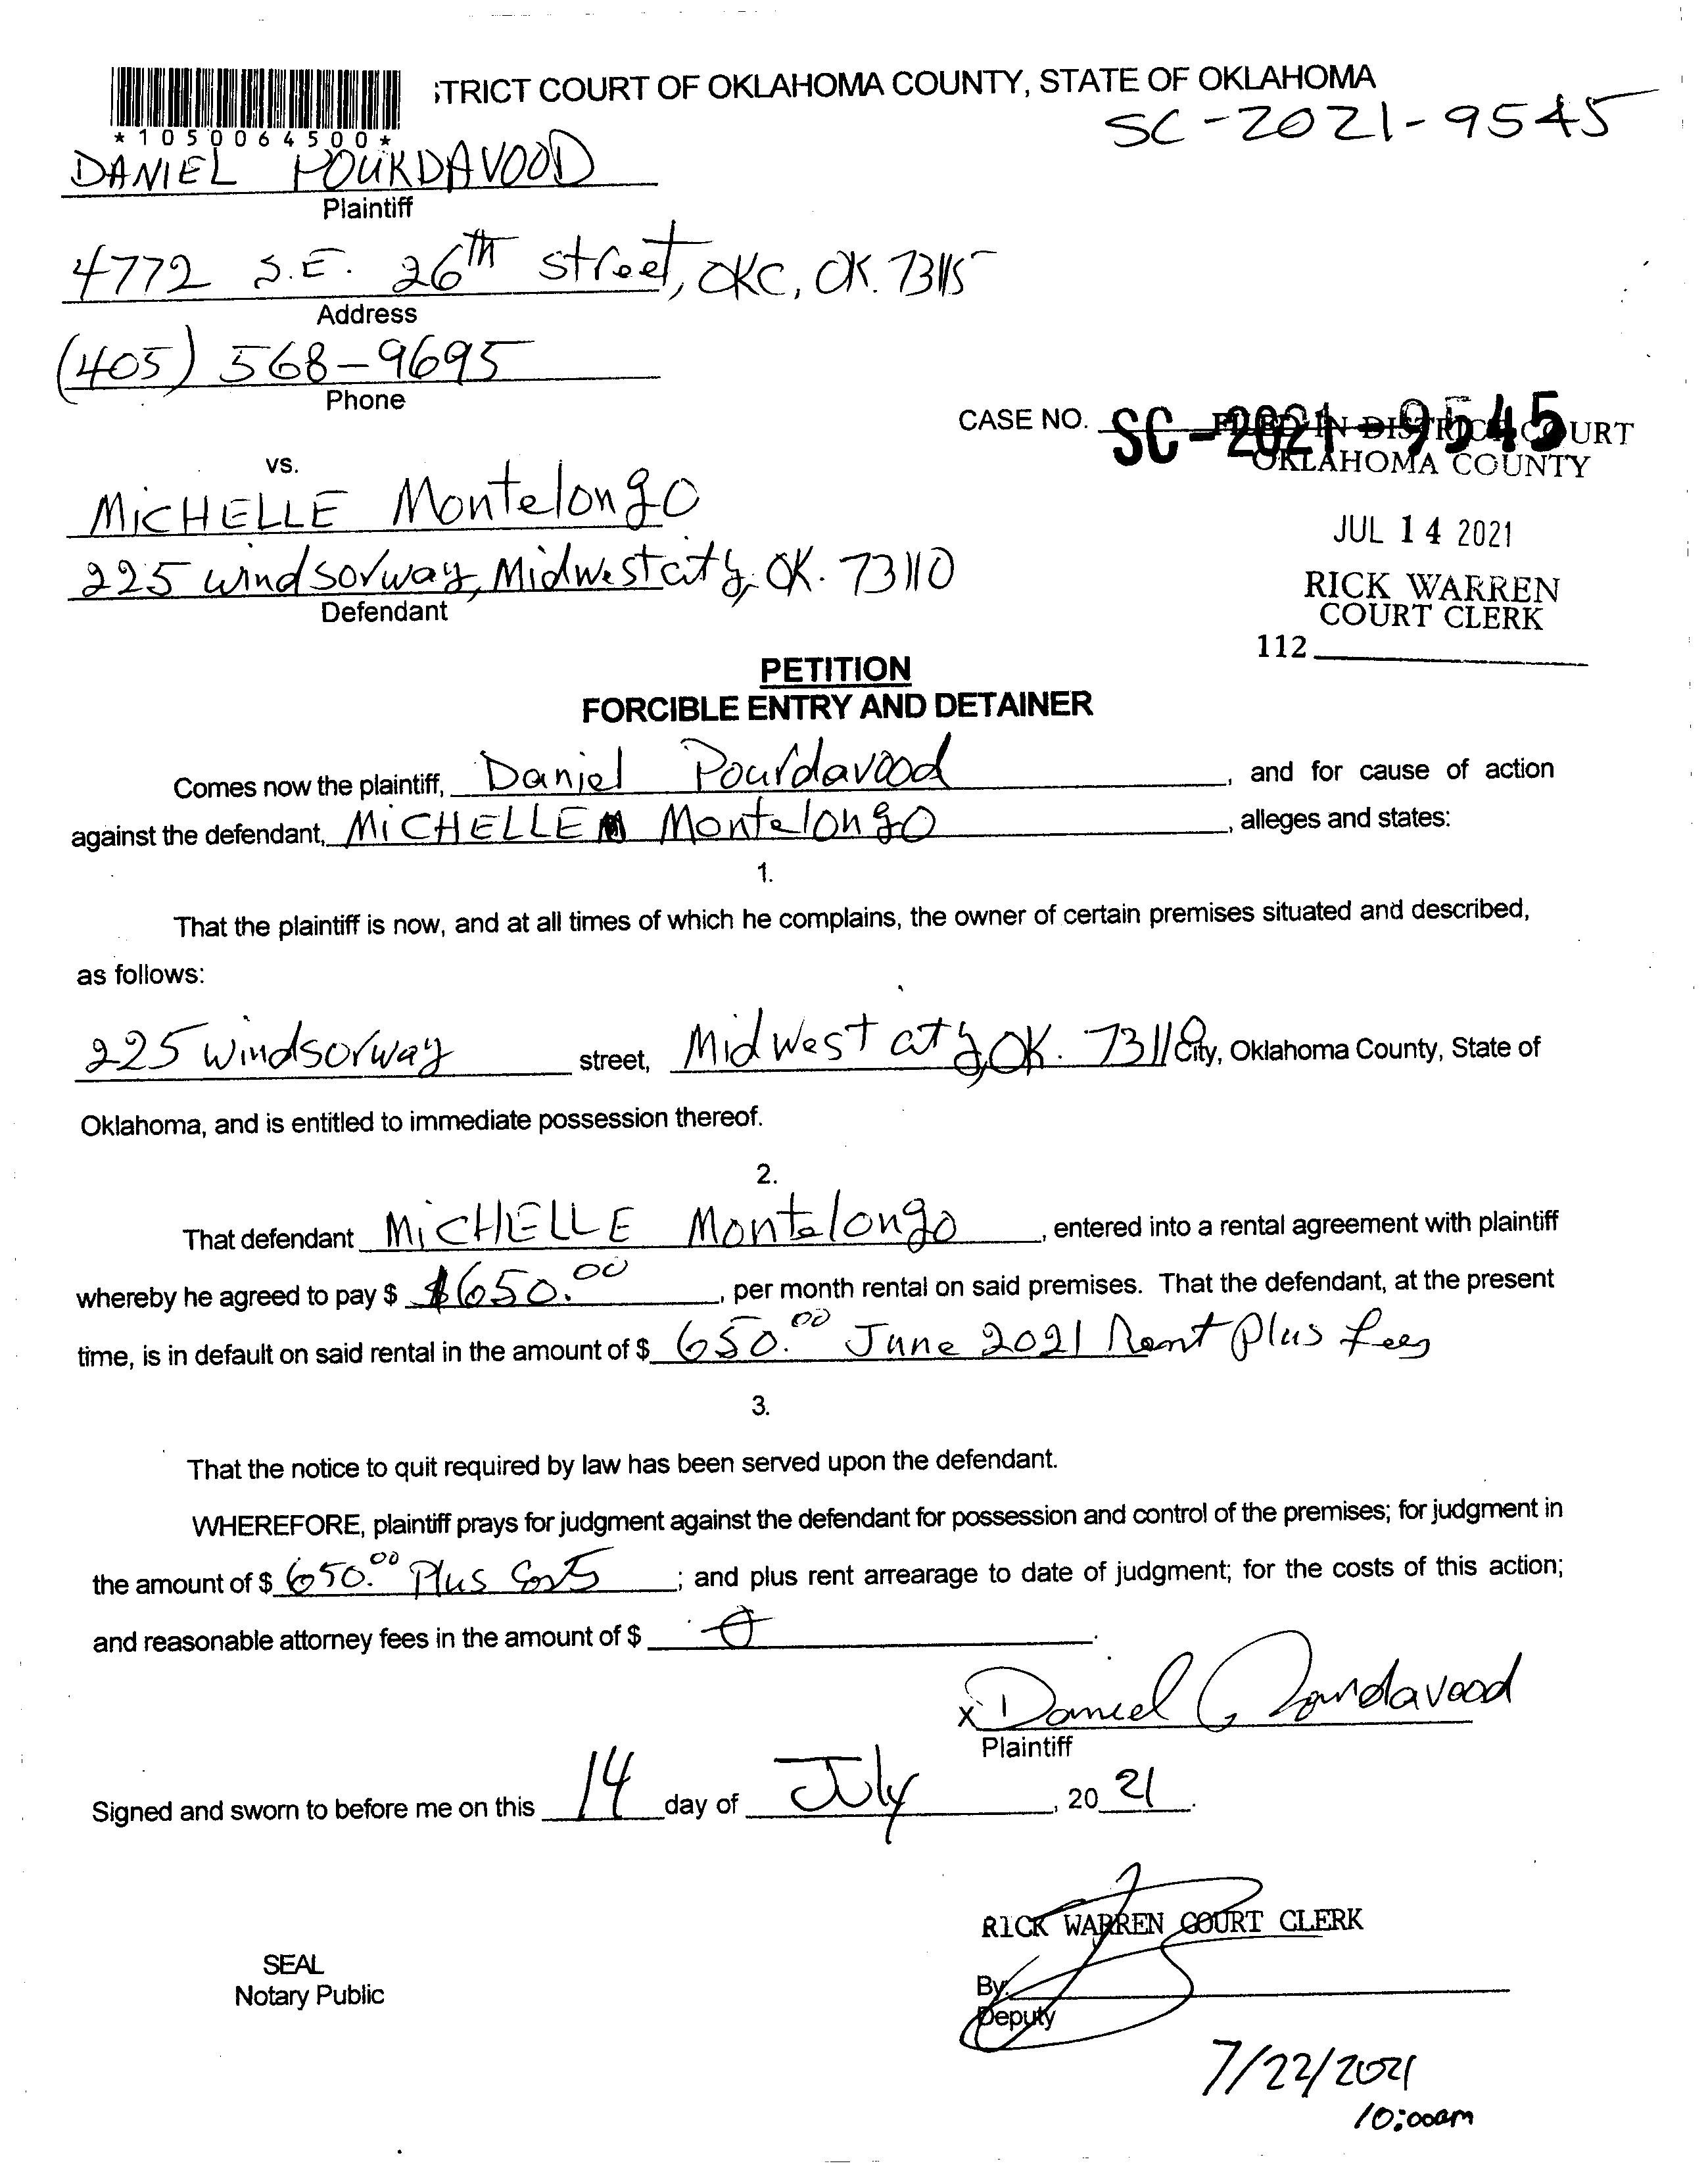 ;TRICT COURT OF OKLAHOMA COUNTY, STATE OF OKLAHOMA
SC-2021-9545
*1050064500*
DANIEL POURDAVOOD
Plaintiff
4772 S.E. 26TH street, OKC, OK. 73115
Address
(405) 568-9695
Phone
CASE NO. SC-2021-9545
FILED IN DISTRICT COURT
OKLAHOMA COUNTY
JUL 14 2021
RICK WARREN
COURT CLERK
112
vs.
MiCHELLE Montelongo
225 windsorway, Midwest city, OK. 73110
Defendant
PETITION
FORCIBLE ENTRY AND DETAINER
Comes now the plaintiff, Daniel Pourdavood, and for cause of action
against the defendant, MiCHELLE Montelongo, alleges and states:
1.
That the plaintiff is now, and at all times of which he complains, the owner of certain premises situated and described,
as follows:
225 windsorway street, Midwest city, OK. 73110 City, Oklahoma County, State of
Oklahoma, and is entitled to immediate possession thereof.
2.
That defendant MiCHELLE Montelongo, entered into a rental agreement with plaintiff
whereby he agreed to pay $ $650.00, per month rental on said premises. That the defendant, at the present
time, is in default on said rental in the amount of $ 650.00 June 2021 Rent Plus fees
3.
That the notice to quit required by law has been served upon the defendant.
WHEREFORE, plaintiff prays for judgment against the defendant for possession and control of the premises; for judgment in
the amount of $ 650.00 Plus Costs; and plus rent arrearage to date of judgment; for the costs of this action;
and reasonable attorney fees in the amount of $ 0.
X Daniel Pourdavood
Plaintiff
Signed and sworn to before me on this 14 day of July, 20 21.
RICK WARREN COURT CLERK
SEAL
Notary Public
By:
Deputy
7/22/2021
10:00am